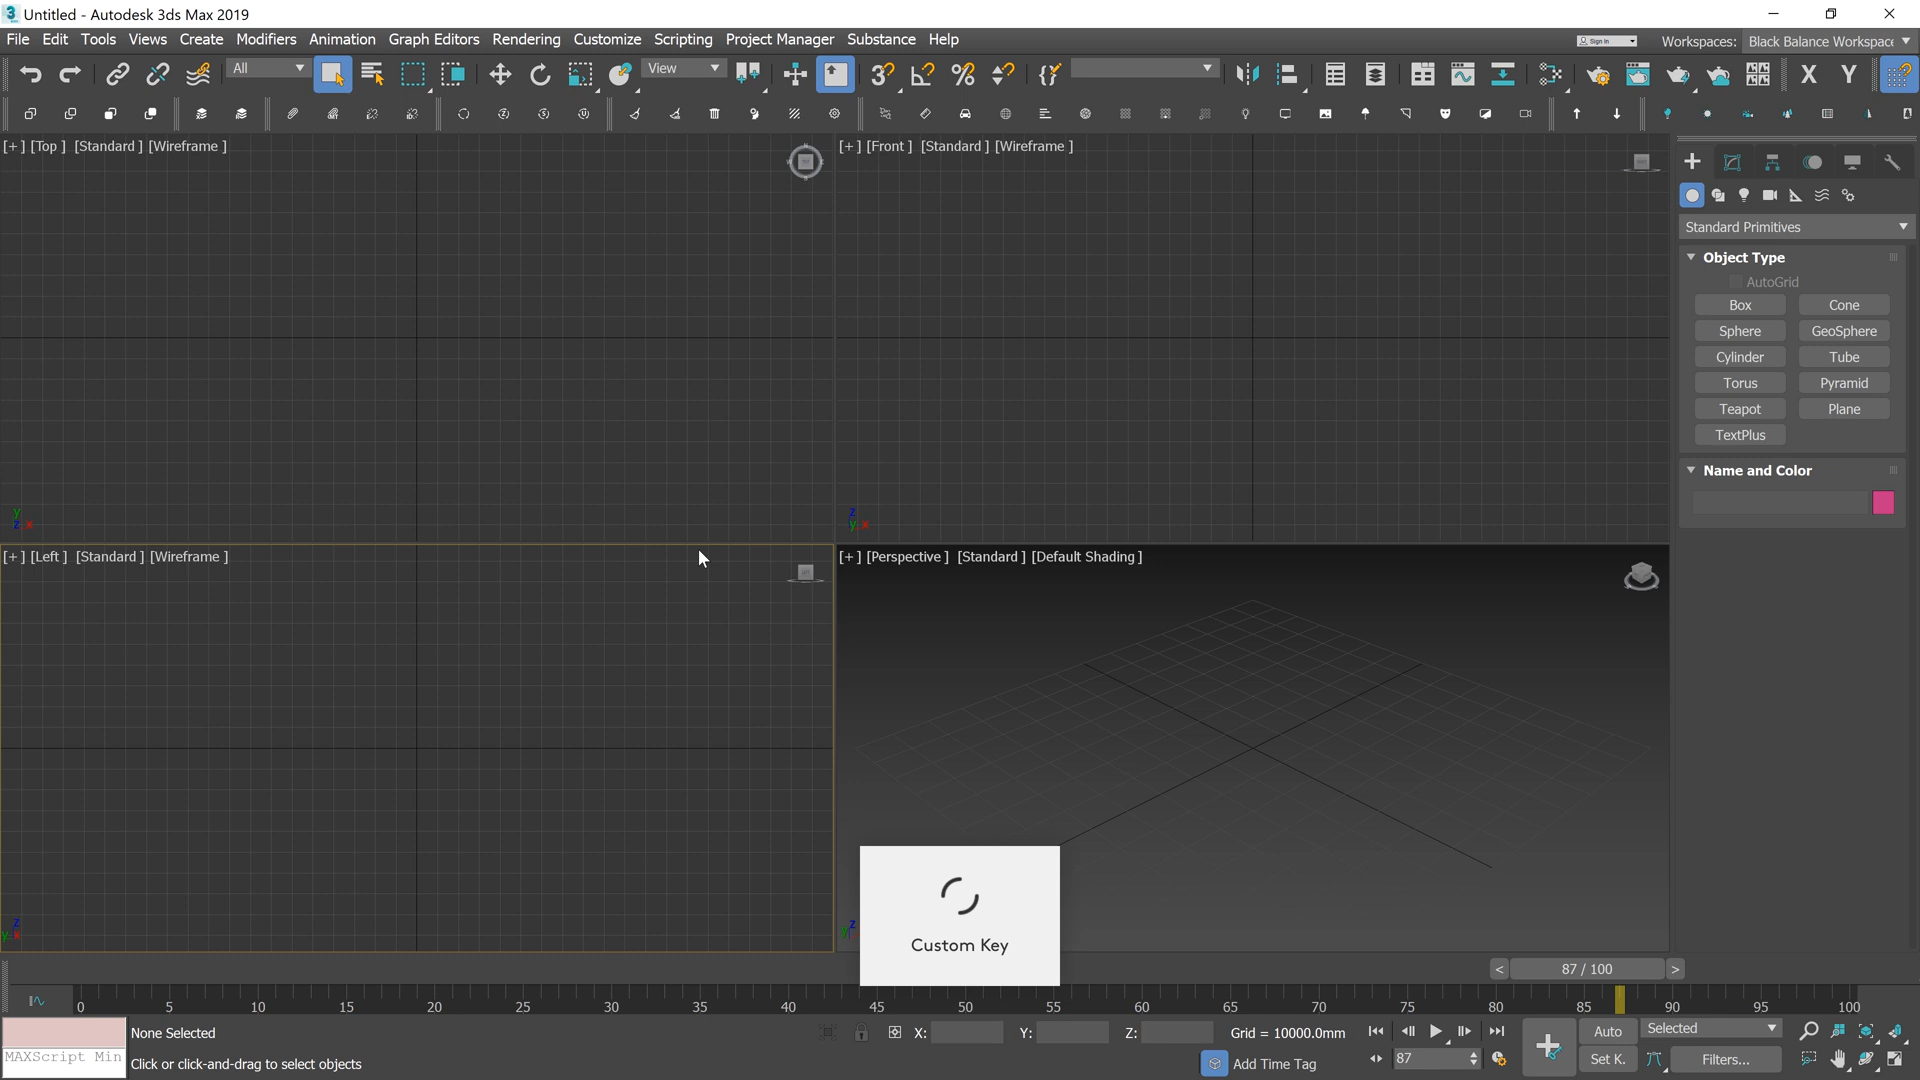 Untitled - Autodesk 3ds Max 2019
File Edit Tools Views Create Modifiers Animation Graph Editors Rendering Customize Scripting Project Manager Substance Help
Sign In
Workspaces: Black Balance Workspace
All
View
X Y
[+] [Top ] [Standard ] [Wireframe ]
[+] [Front ] [Standard ] [Wireframe ]
Standard Primitives
Object Type
AutoGrid
Box Cone
Sphere GeoSphere
Cylinder Tube
Torus Pyramid
Teapot Plane
TextPlus
Name and Color
y
z x
z
y x
[+] [Left ] [Standard ] [Wireframe ]
[+] [Perspective ] [Standard ] [Default Shading ]
z
y x
z
y
Custom Key
< 87 / 100 >
0 5 10 15 20 25 30 35 40 45 50 55 60 65 70 75 80 85 90 95 100
None Selected
X: Y: Z: Grid = 10000.0mm
Auto Selected
MAXScript Min
Click or click-and-drag to select objects
Add Time Tag
87
Set K. Filters...